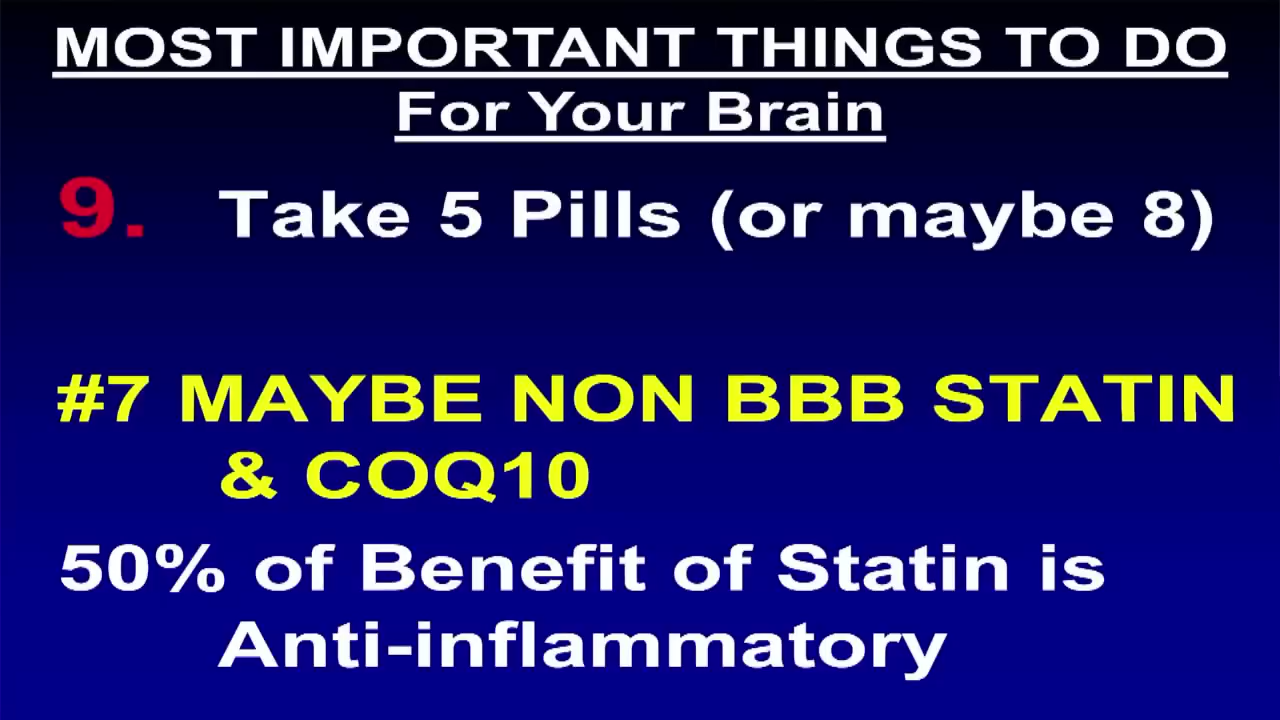 MOST IMPORTANT THINGS TO DO
For Your Brain
9. Take 5 Pills (or maybe 8)
#7 MAYBE NON BBB STATIN
& COQ10
50% of Benefit of Statin is
Anti-inflammatory